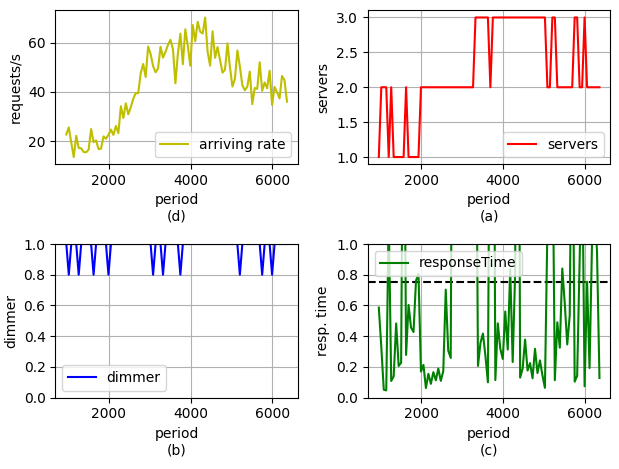 requests/s
60
40
20
arriving rate
2000 4000 6000
period
(d)
servers
3.0
2.5
2.0
1.5
1.0
servers
2000 4000 6000
period
(a)
dimmer
1.0
0.8
0.6
0.4
0.2
0.0
dimmer
2000 4000 6000
period
(b)
resp. time
1.0
0.8
0.6
0.4
0.2
0.0
responseTime
2000 4000 6000
period
(c)